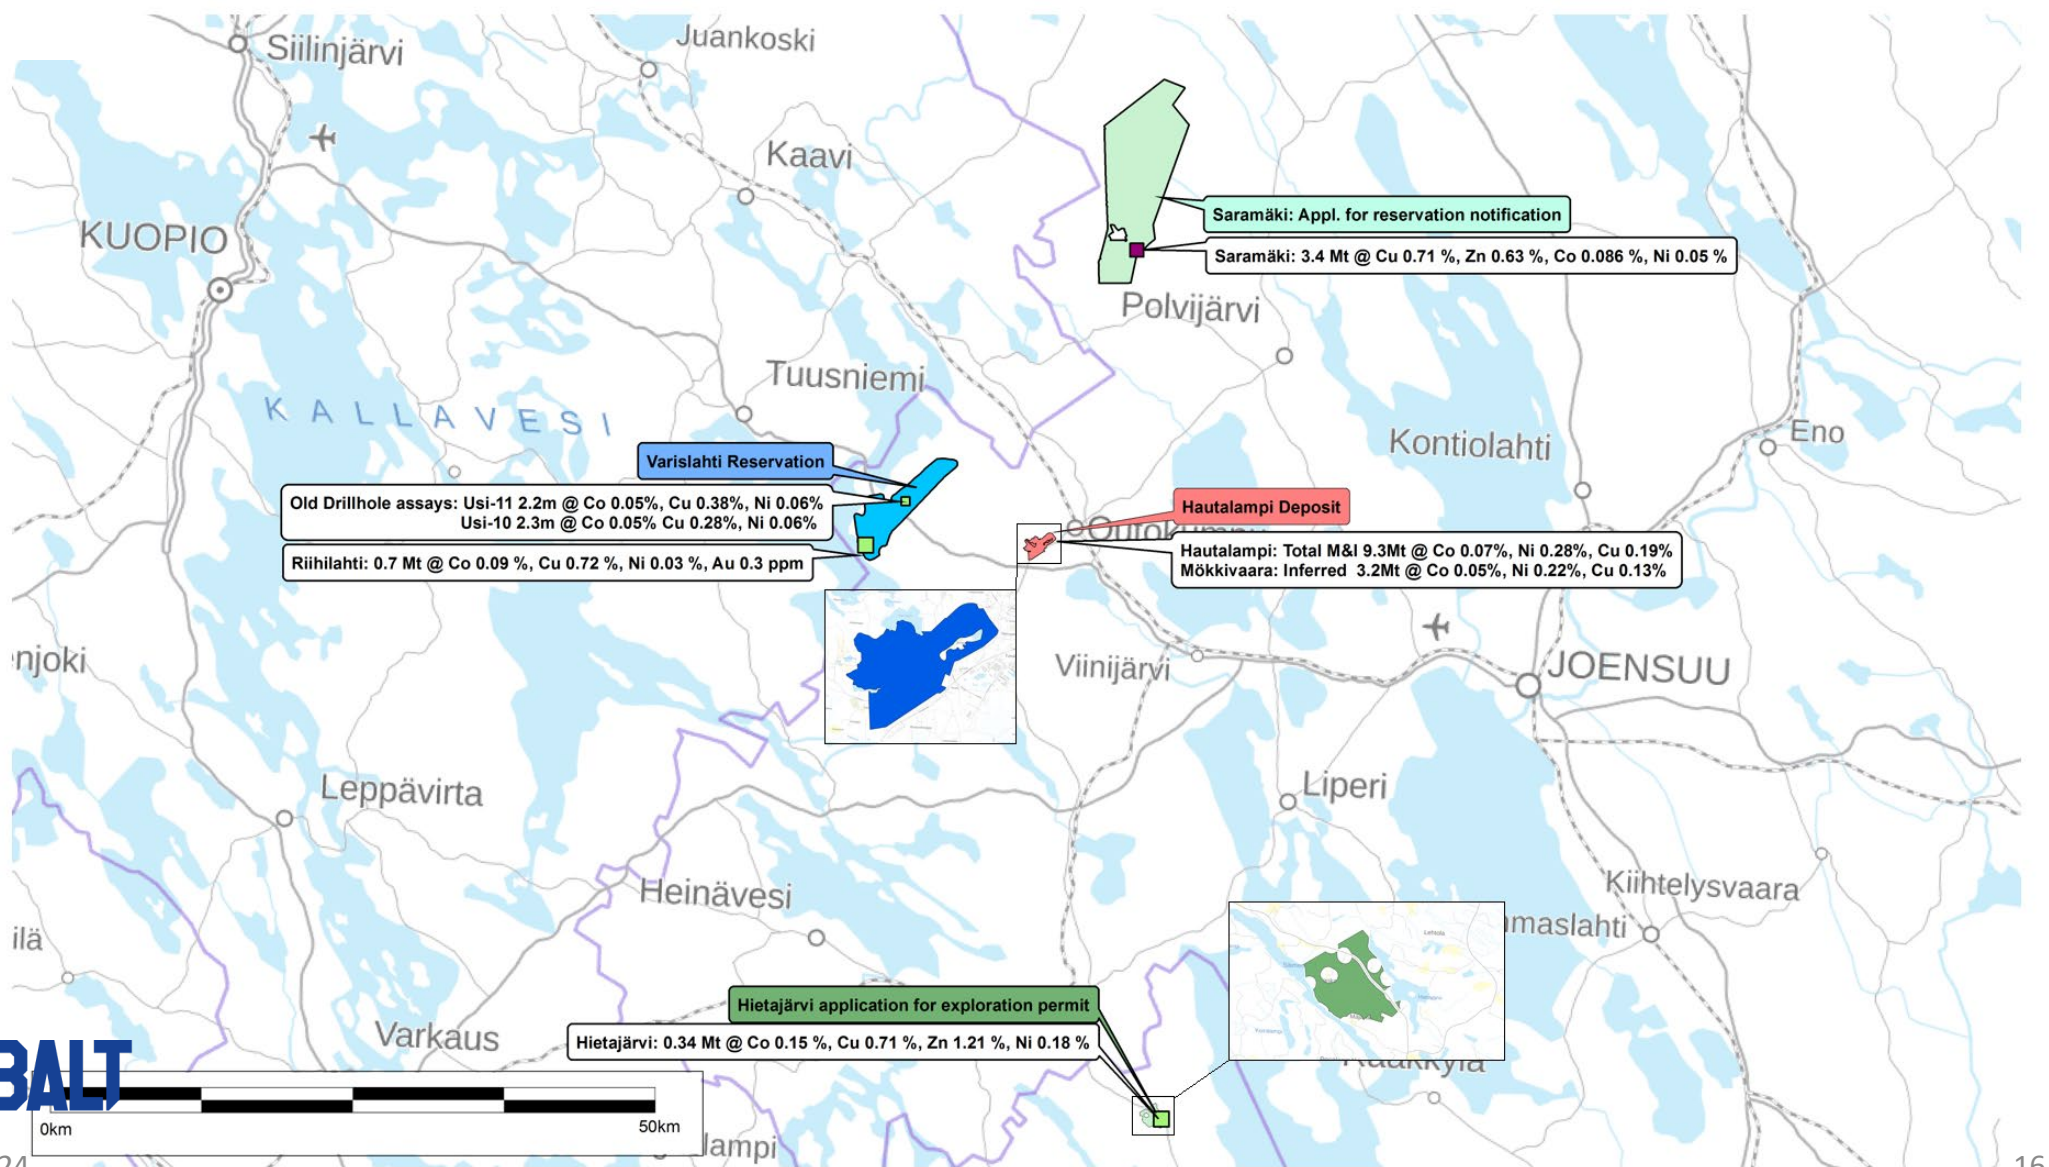 Siilinjärvi
Juankoski
Kaavi
KUOPIO
Saramäki: Appl. for reservation notification
Saramäki: 3.4 Mt @ Cu 0.71 %, Zn 0.63 %, Co 0.086 %, Ni 0.05 %
Polvijärvi
Tuusniemi
KALLAVESI
Kontiolahti
Eno
Varislahti Reservation
Old Drillhole assays: Usi-11 2.2m @ Co 0.05%, Cu 0.38%, Ni 0.06%
Usi-10 2.3m @ Co 0.05% Cu 0.28%, Ni 0.06%
Riihilahti: 0.7 Mt @ Co 0.09 %, Cu 0.72 %, Ni 0.03 %, Au 0.3 ppm
Hautalampi Deposit
Hautalampi: Total M&I 9.3Mt @ Co 0.07%, Ni 0.28%, Cu 0.19%
Mökkivaara: Inferred 3.2Mt @ Co 0.05%, Ni 0.22%, Cu 0.13%
njoki
Viinijärvi
JOENSUU
Leppävirta
Liperi
Heinävesi
Kiihtelysvaara
maslahti
ilä
Hietajärvi application for exploration permit
Hietajärvi: 0.34 Mt @ Co 0.15 %, Cu 0.71 %, Zn 1.21 %, Ni 0.18 %
Varkaus
BALT
0km
50km
lampi
24
16